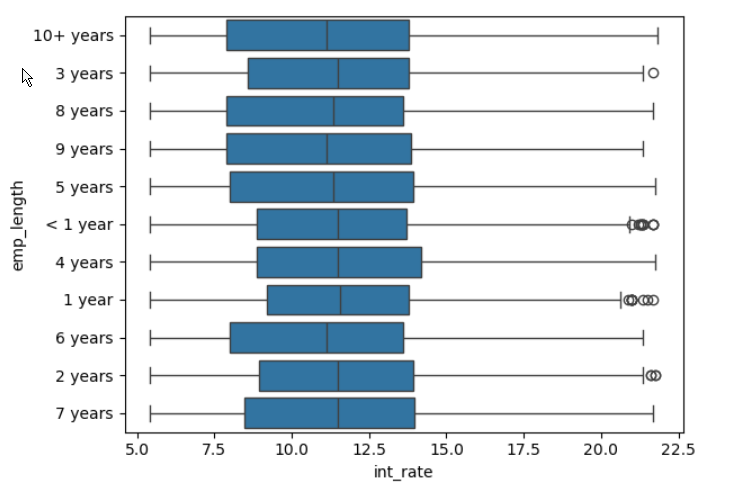 10+ years
3 years
8 years
9 years
5 years
< 1 year
4 years
1 year
6 years
2 years
7 years
emp_length
5.0 7.5 10.0 12.5 15.0 17.5 20.0 22.5
int_rate